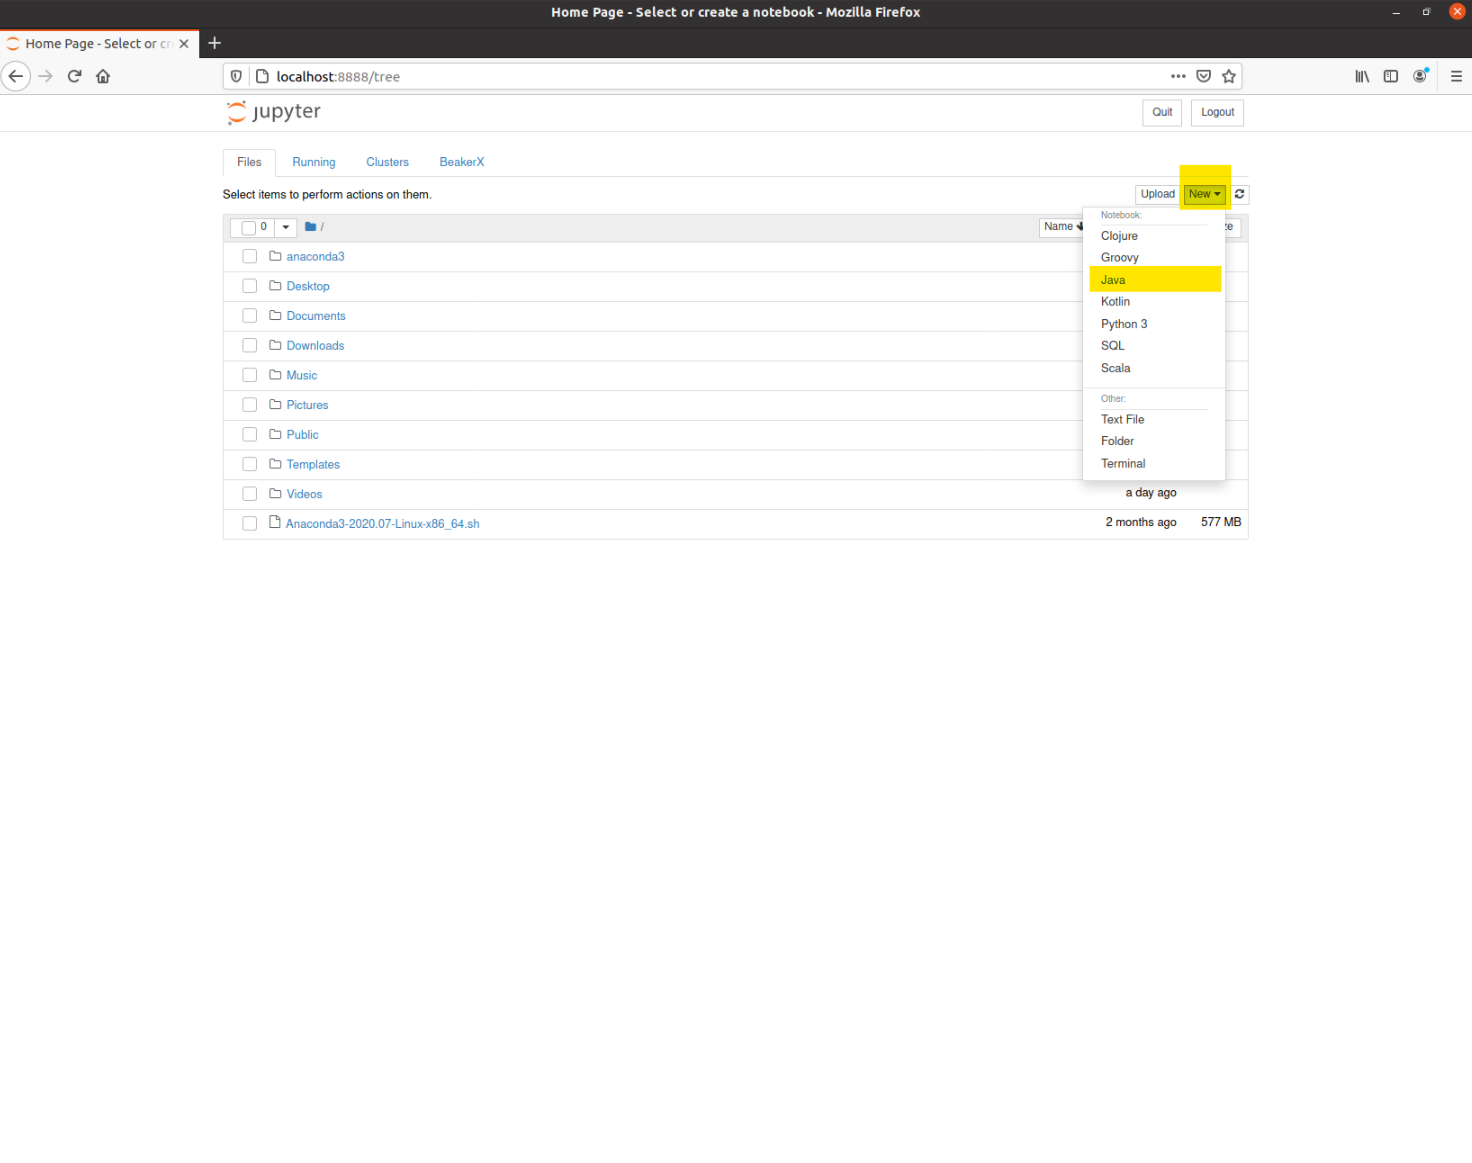 Home Page - Select or create a notebook - Mozilla Firefox
Home Page - Select or cr
localhost:8888/tree
jupyter
Quit Logout
Files Running Clusters BeakerX
Select items to perform actions on them.
Upload New
0 / Name
Notebook:
Clojure
Groovy
Java
Kotlin
Python 3
SQL
Scala
Other:
Text File
Folder
Terminal
anaconda3
Desktop
Documents
Downloads
Music
Pictures
Public
Templates
Videos a day ago
Anaconda3-2020.07-Linux-x86_64.sh 2 months ago 577 MB